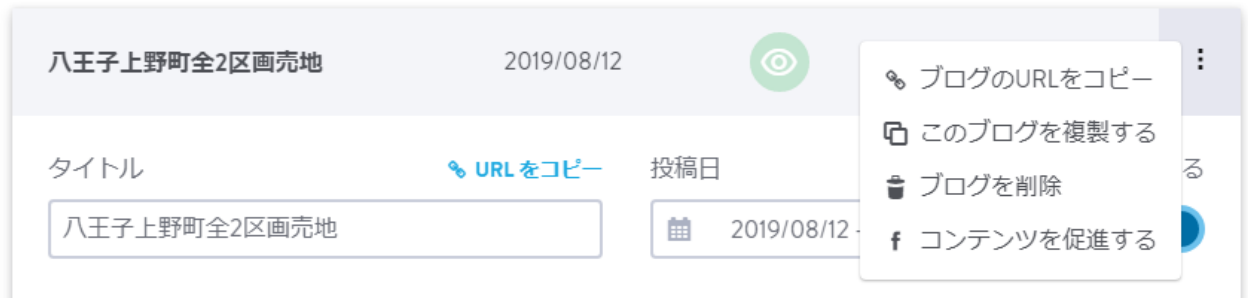 八王子上野町全2区画売地
2019/08/12
ブログのURLをコピー
このブログを複製する
ブログを削除
コンテンツを促進する
タイトル
URL をコピー
投稿日
る
八王子上野町全2区画売地
2019/08/12 -